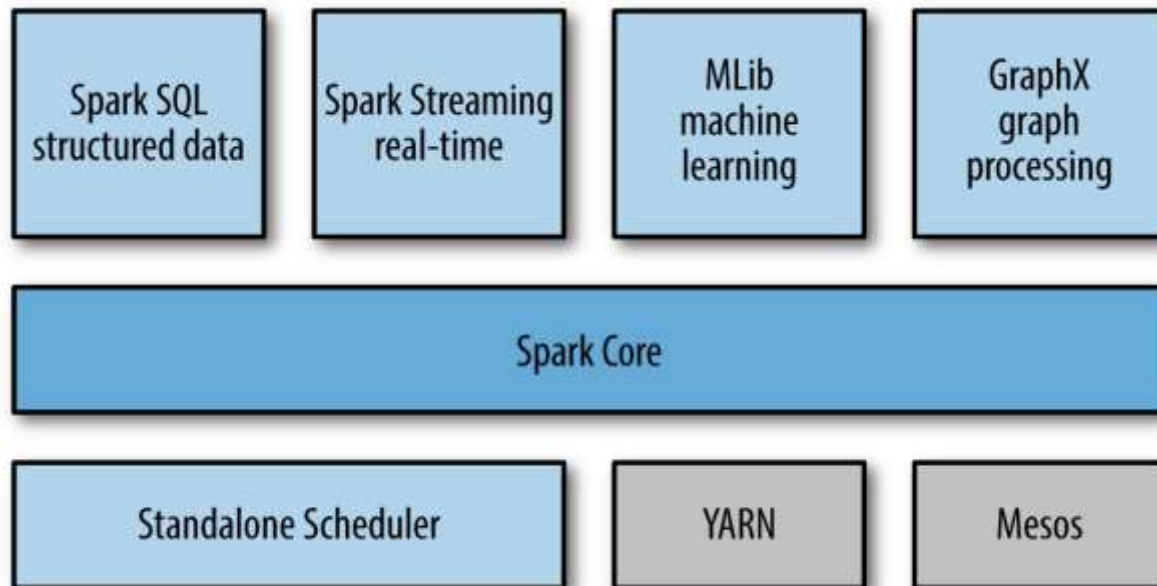 Spark SQL
structured data
Spark Streaming
real-time
MLib
machine
learning
GraphX
graph
processing
Spark Core
Standalone Scheduler
YARN
Mesos